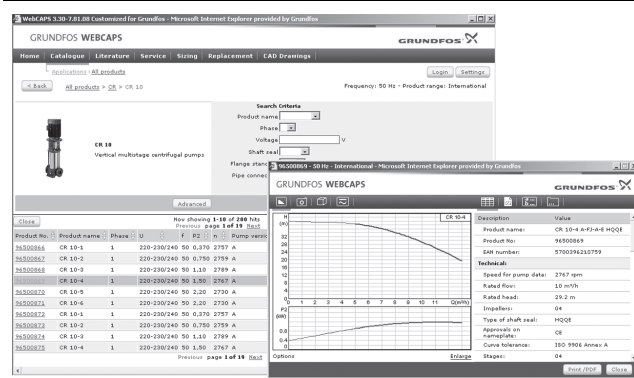 WebCAPS 3.30-7.81.08 Customized for Grundfos - Microsoft Internet Explorer provided by Grundfos
GRUNDFOS WEBCAPS
GRUNDFOS
Home Catalogue Literature Service Sizing Replacement CAD Drawings
Applications All products
Login Settings
< Back All products > CR > CR 10
Frequency: 50 Hz - Product range: International
CR 10
Vertical multistage centrifugal pumps
Search Criteria
Product name
Phase
Voltage V
Shaft seal
Flange stand
Pipe connec
Advanced
Close
Now showing 1-10 of 200 hits
Previous page 1 of 19 Next
Product No. Product name Phase U f P2 n Pump versio
96500866 CR 10-1 1 220-230/240 50 0,370 2757 A
96500867 CR 10-2 1 220-230/240 50 0,750 2759 A
96500868 CR 10-3 1 220-230/240 50 1,10 2789 A
CR 10-4 1 220-230/240 50 1,50 2767 A
96500870 CR 10-5 1 220-230/240 50 2,20 2730 A
96500871 CR 10-6 1 220-230/240 50 2,20 2730 A
96500872 CR 10-1 1 220-230/240 50 0,370 2757 A
96500873 CR 10-2 1 220-230/240 50 0,750 2759 A
96500874 CR 10-3 1 220-230/240 50 1,10 2789 A
96500875 CR 10-4 1 220-230/240 50 1,50 2767 A
Previous page 1 of 19 Next
96500869 - 50 Hz - International - Microsoft Internet Explorer provided by Grundfos
GRUNDFOS WEBCAPS
GRUNDFOS
H
(m)
CR 10-4
32
28
24
20
16
12
8
4
0
0 1 2 3 4 5 6 7 8 9 10 11 Q(m³/h)
P2
(kW)
0.8
0.4
0
Options
Enlarge
Description Value
Product name: CR 10-4 A-FJ-A-E HQQE
Product No: 96500869
EAN number: 5700396210759
Technical:
Speed for pump data: 2767 rpm
Rated flow: 10 m³/h
Rated head: 29.2 m
Impellers: 04
Type of shaft seal: HQQE
Approvals on nameplate: CE
Curve tolerance: ISO 9906 Annex A
Stages: 04
Print /PDF Close